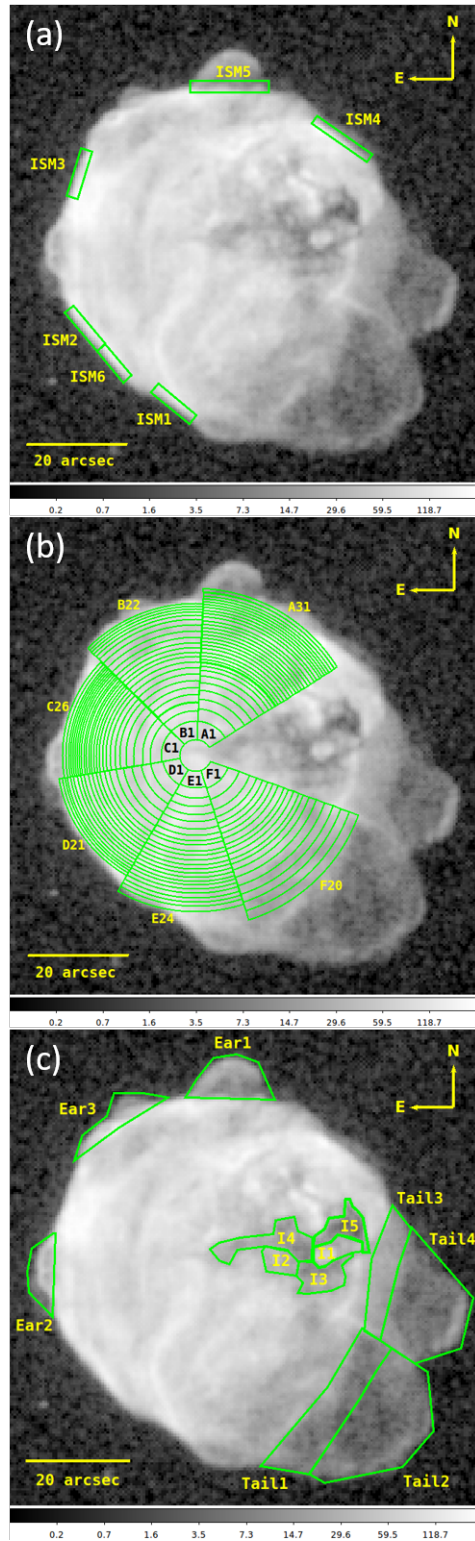 (a)
N
E
ISM5
ISM4
ISM3
ISM2
ISM6
ISM1
20 arcsec
0.2 0.7 1.6 3.5 7.3 14.7 29.6 59.5 118.7
(b)
N
E
B22
A31
C26
B1 A1
C1
D1 F1
E1
D21
F20
E24
20 arcsec
0.2 0.7 1.6 3.5 7.3 14.7 29.6 59.5 118.7
(c)
Ear1
N
E
Ear3
Tail3
I5
I4
Tail4
I1
I2
I3
Ear2
20 arcsec
Tail1
Tail2
0.2 0.7 1.6 3.5 7.3 14.7 29.6 59.5 118.7